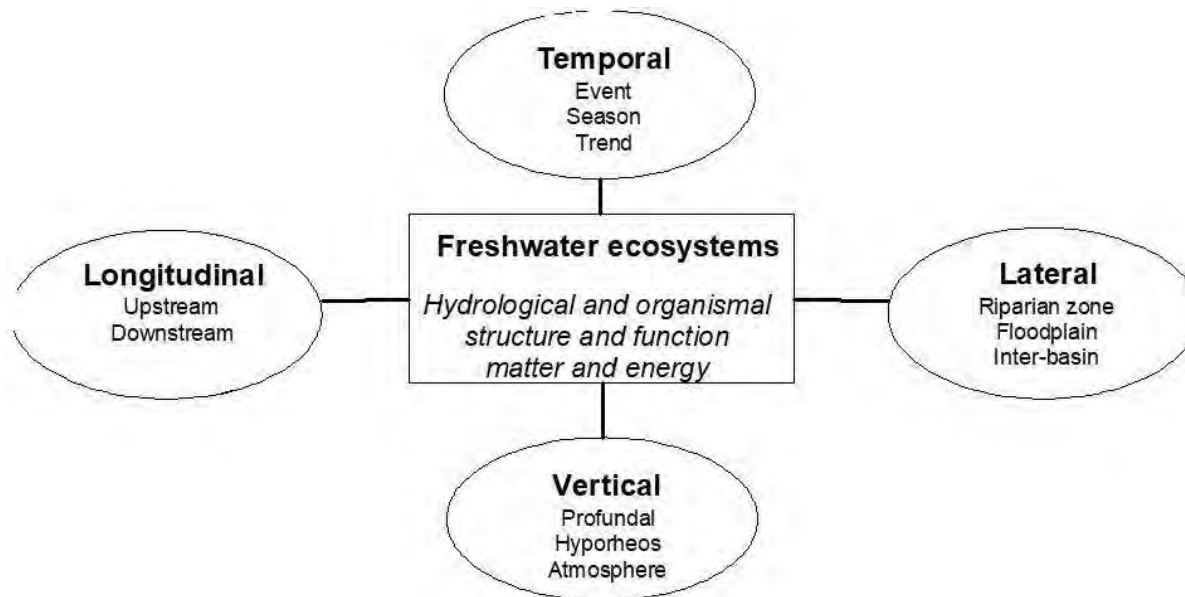 Temporal
Event
Season
Trend
Freshwater ecosystems
Hydrological and organismal
structure and function
matter and energy
Longitudinal
Upstream
Downstream
Lateral
Riparian zone
Floodplain
Inter-basin
Vertical
Profundal
Hyporheos
Atmosphere